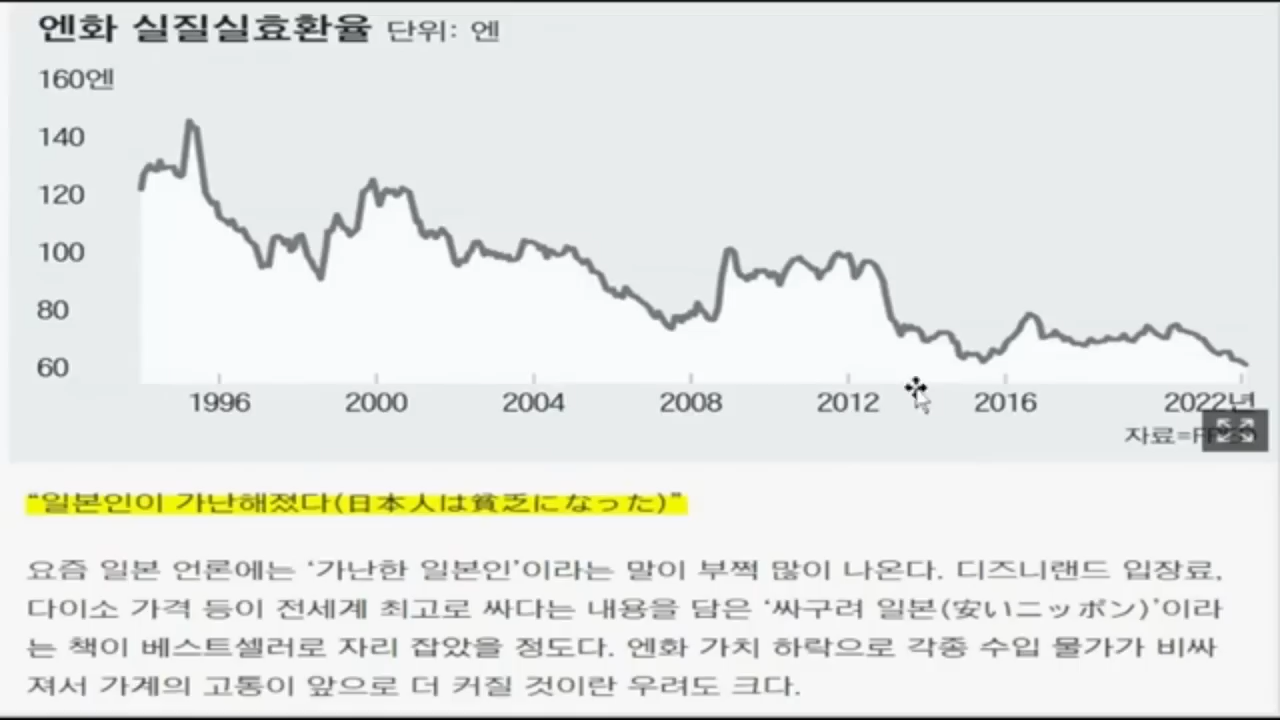 엔화 실질실효환율 단위: 엔
160엔
140
120
100
80
60
1996 2000 2004 2008 2012 2016 2022년
“일본인이 가난해졌다(日本人は貧乏になった)”
요즘 일본 언론에는 ‘가난한 일본인’이라는 말이 부쩍 많이 나온다. 디즈니랜드 입장료,
다이소 가격 등이 전세계 최고로 싸다는 내용을 담은 ‘싸구려 일본(安いニッポン)’이라
는 책이 베스트셀러로 자리 잡았을 정도다. 엔화 가치 하락으로 각종 수입 물가가 비싸
져서 가계의 고통이 앞으로 더 커질 것이란 우려도 크다.